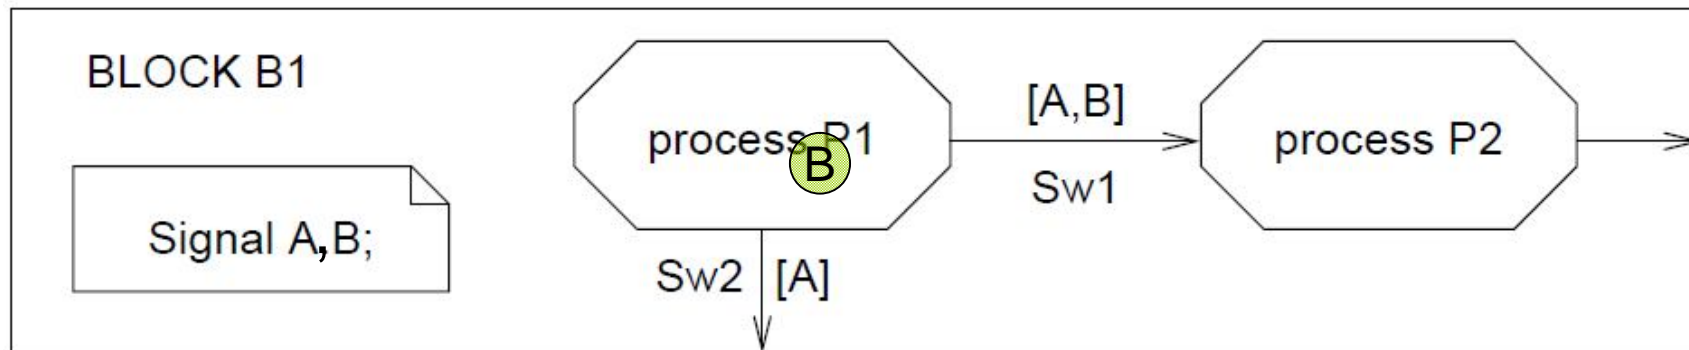 BLOCK B1
Signal A,B;
process P1
B
[A,B]
Sw1
process P2
Sw2 [A]